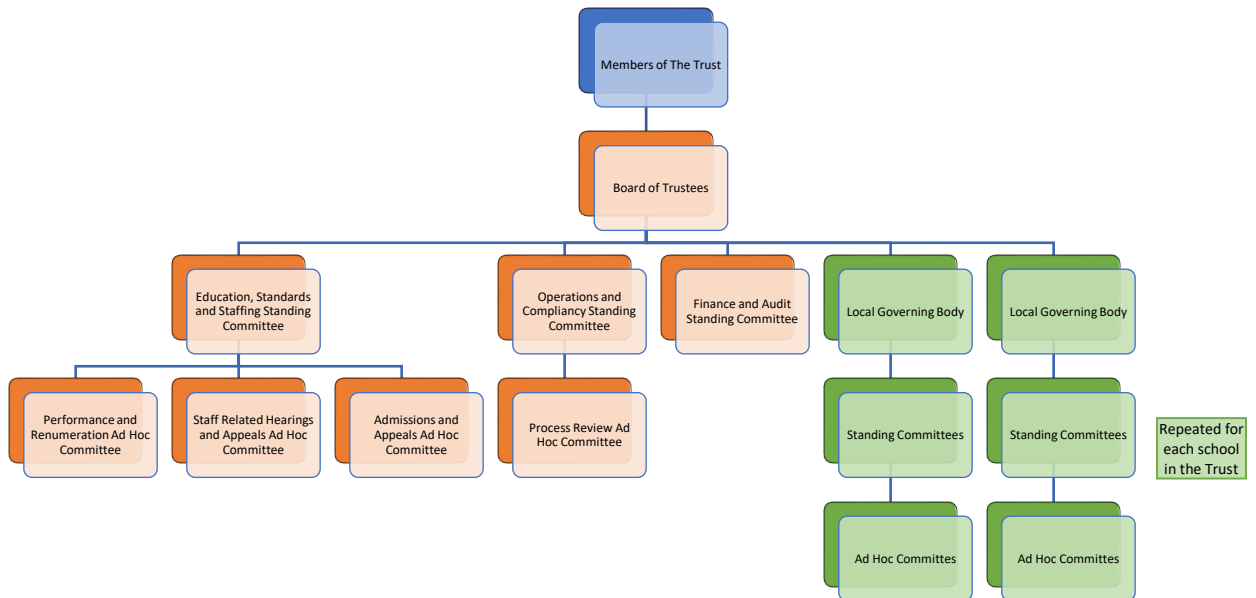 Members of The Trust
Board of Trustees
Education, Standards
and Staffing Standing
Committee
Operations and
Compliancy Standing
Committee
Finance and Audit
Standing Committee
Local Governing Body
Local Governing Body
Performance and
Renumeration Ad Hoc
Committee
Staff Related Hearings
and Appeals Ad Hoc
Committee
Admissions and
Appeals Ad Hoc
Committee
Process Review Ad
Hoc Committee
Standing Committees
Standing Committees
Repeated for
each school
in the Trust
Ad Hoc Committes
Ad Hoc Committes